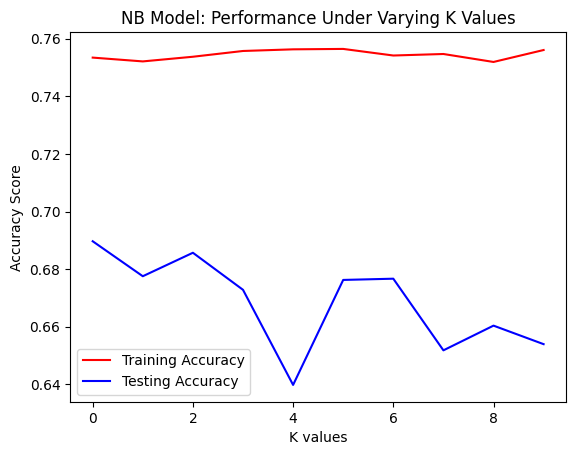 NB Model: Performance Under Varying K Values
Accuracy Score
0.76
0.74
0.72
0.70
0.68
0.66
0.64
Training Accuracy
Testing Accuracy
0 2 4 6 8
K values